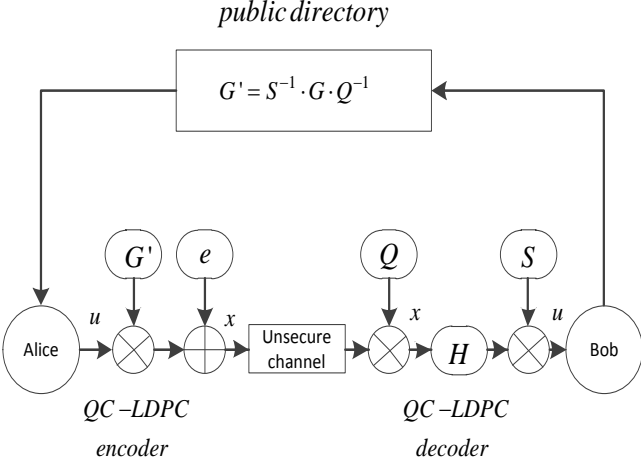 public directory
G' = S⁻¹ · G · Q⁻¹
G'
e
Q
S
Alice
u
x
Unsecure
channel
x
H
u
Bob
QC – LDPC
encoder
QC – LDPC
decoder